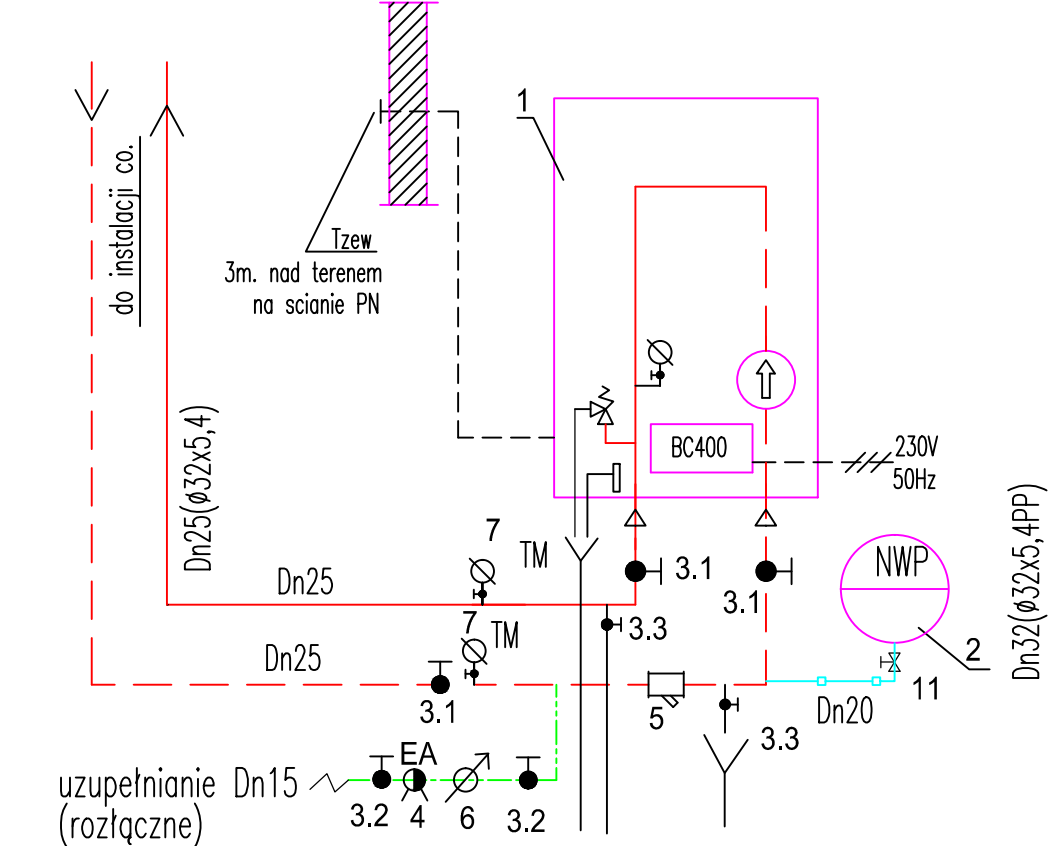 1
do instalacji co.
Tzew
3m. nad terenem
na scianie PN
BC400
230V
50Hz
Dn25(ø32x5,4)
7
TM
Dn25
3.1
3.1
NWP
Dn32(ø32x5,4PP)
7
TM
3.3
2
Dn25
3.1
5
11
Dn20
3.3
EA
uzupełnianie Dn15
(rozłączne)
3.2
4
6
3.2